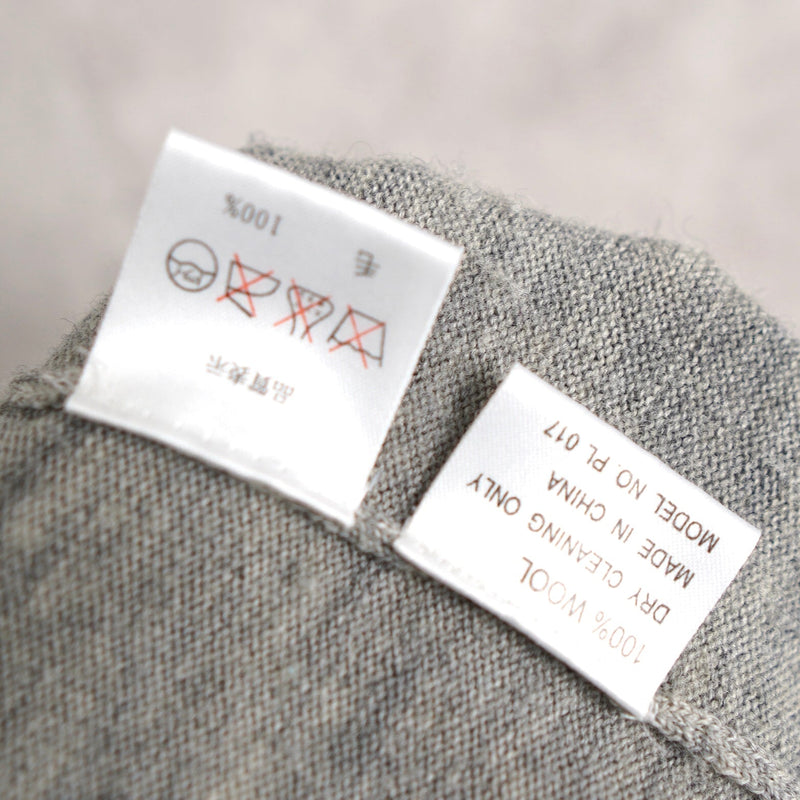 品質表示
毛
100%
100% WOOL
DRY CLEANING ONLY
MADE IN CHINA
MODEL NO. PL 017